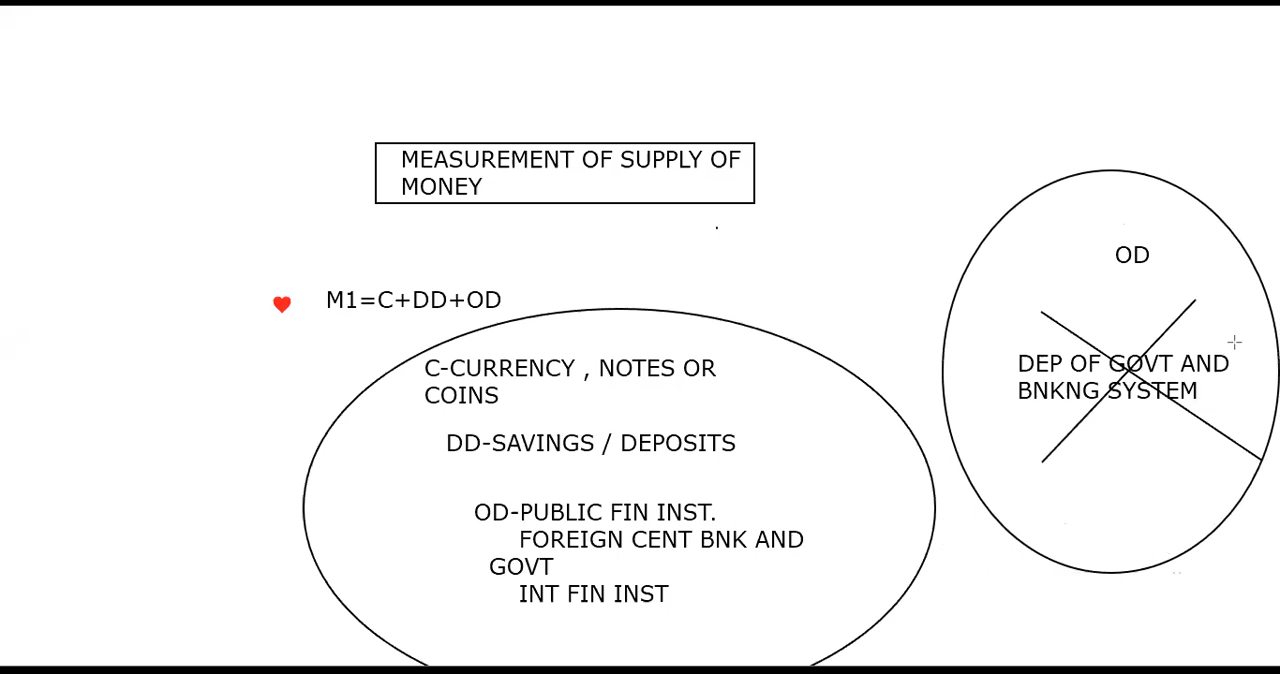 MEASUREMENT OF SUPPLY OF
MONEY
M1=C+DD+OD
C-CURRENCY , NOTES OR
COINS
DD-SAVINGS / DEPOSITS
OD-PUBLIC FIN INST.
FOREIGN CENT BNK AND
GOVT
INT FIN INST
OD
DEP OF GOVT AND
BNKNG SYSTEM